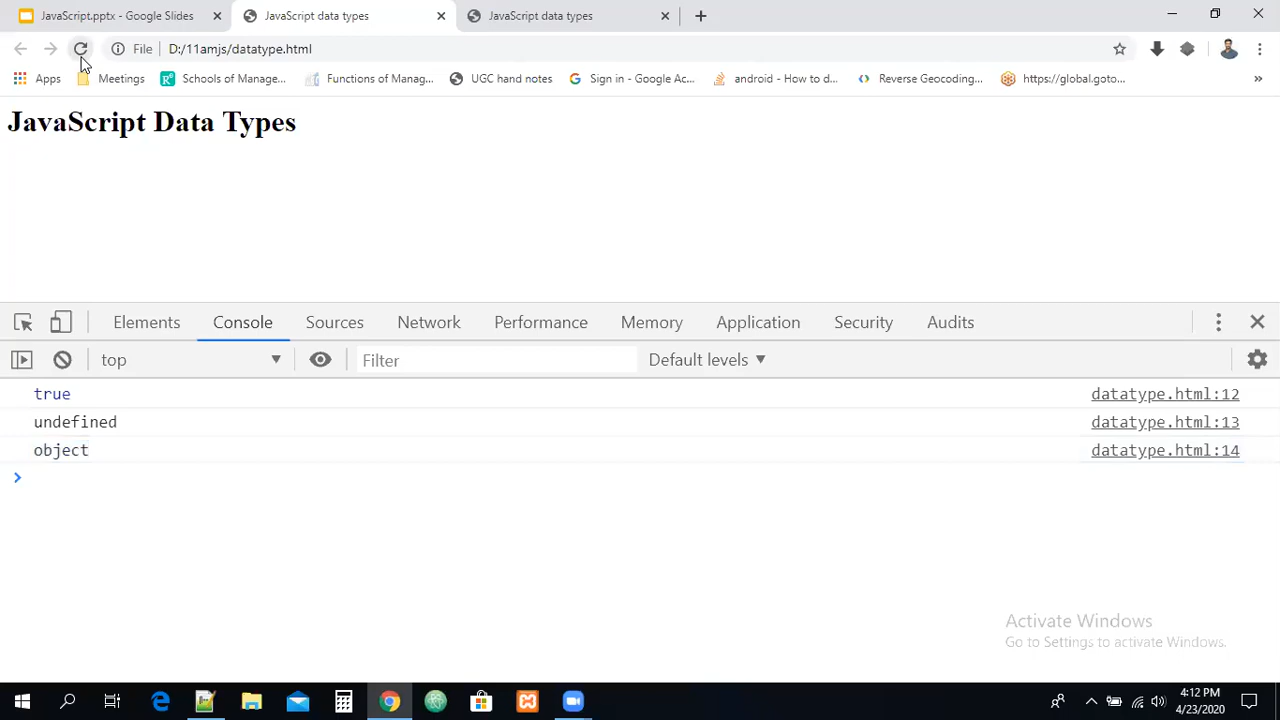 JavaScript.pptx - Google Slides
JavaScript data types
JavaScript data types
File
D:/11amjs/datatype.html
Apps
Meetings
Schools of Manage...
Functions of Manag...
UGC hand notes
Sign in - Google Ac...
android - How to d...
Reverse Geocoding...
https://global.goto...
JavaScript Data Types
Elements
Console
Sources
Network
Performance
Memory
Application
Security
Audits
top
Filter
Default levels
true
datatype.html:12
undefined
datatype.html:13
object
datatype.html:14
Activate Windows
Go to Settings to activate Windows.
4:12 PM
4/23/2020